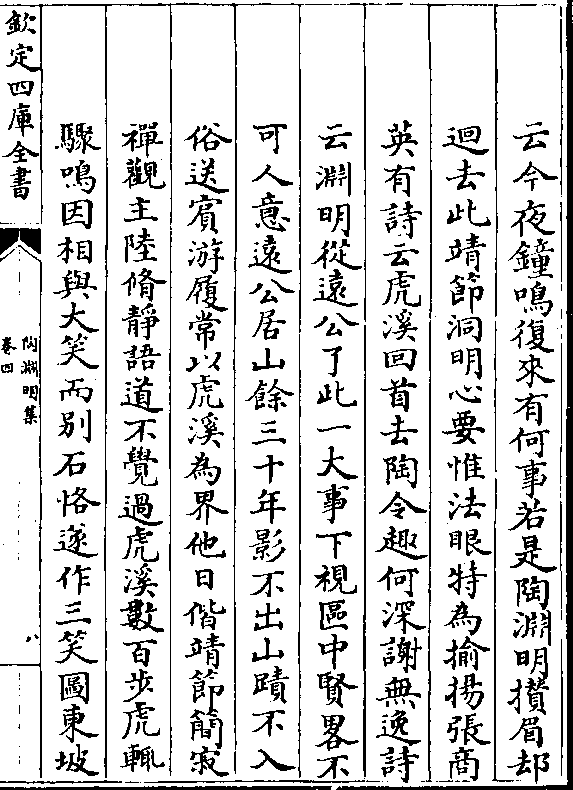 云今夜鐘鳴復來有何事若是陶淵明攅眉却
迴去此靖節洞明心要惟法眼特為揄揚張商
英有詩云虎溪回首去陶令趣何深謝無逸詩
云淵明從遠公了此一大事下視區中賢畧不
可人意遠公居山餘三十年影不出山蹟不入
俗送賓游履常以虎溪為界他日偕靖節簡寂
禪觀主陸脩靜語道不覺過虎溪數百步虎輒
驟鳴因相與大笑而别石恪遂作三笑圖東坡
欽定四庫全書
陶淵明集
卷四
八